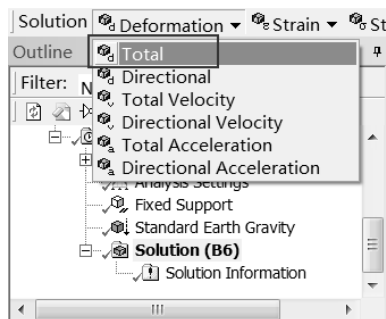 Solution Deformation Strain St
Outline
Total
Filter: N
Directional
Total Velocity
Directional Velocity
Total Acceleration
Directional Acceleration
Analysis Settings
Fixed Support
Standard Earth Gravity
Solution (B6)
Solution Information